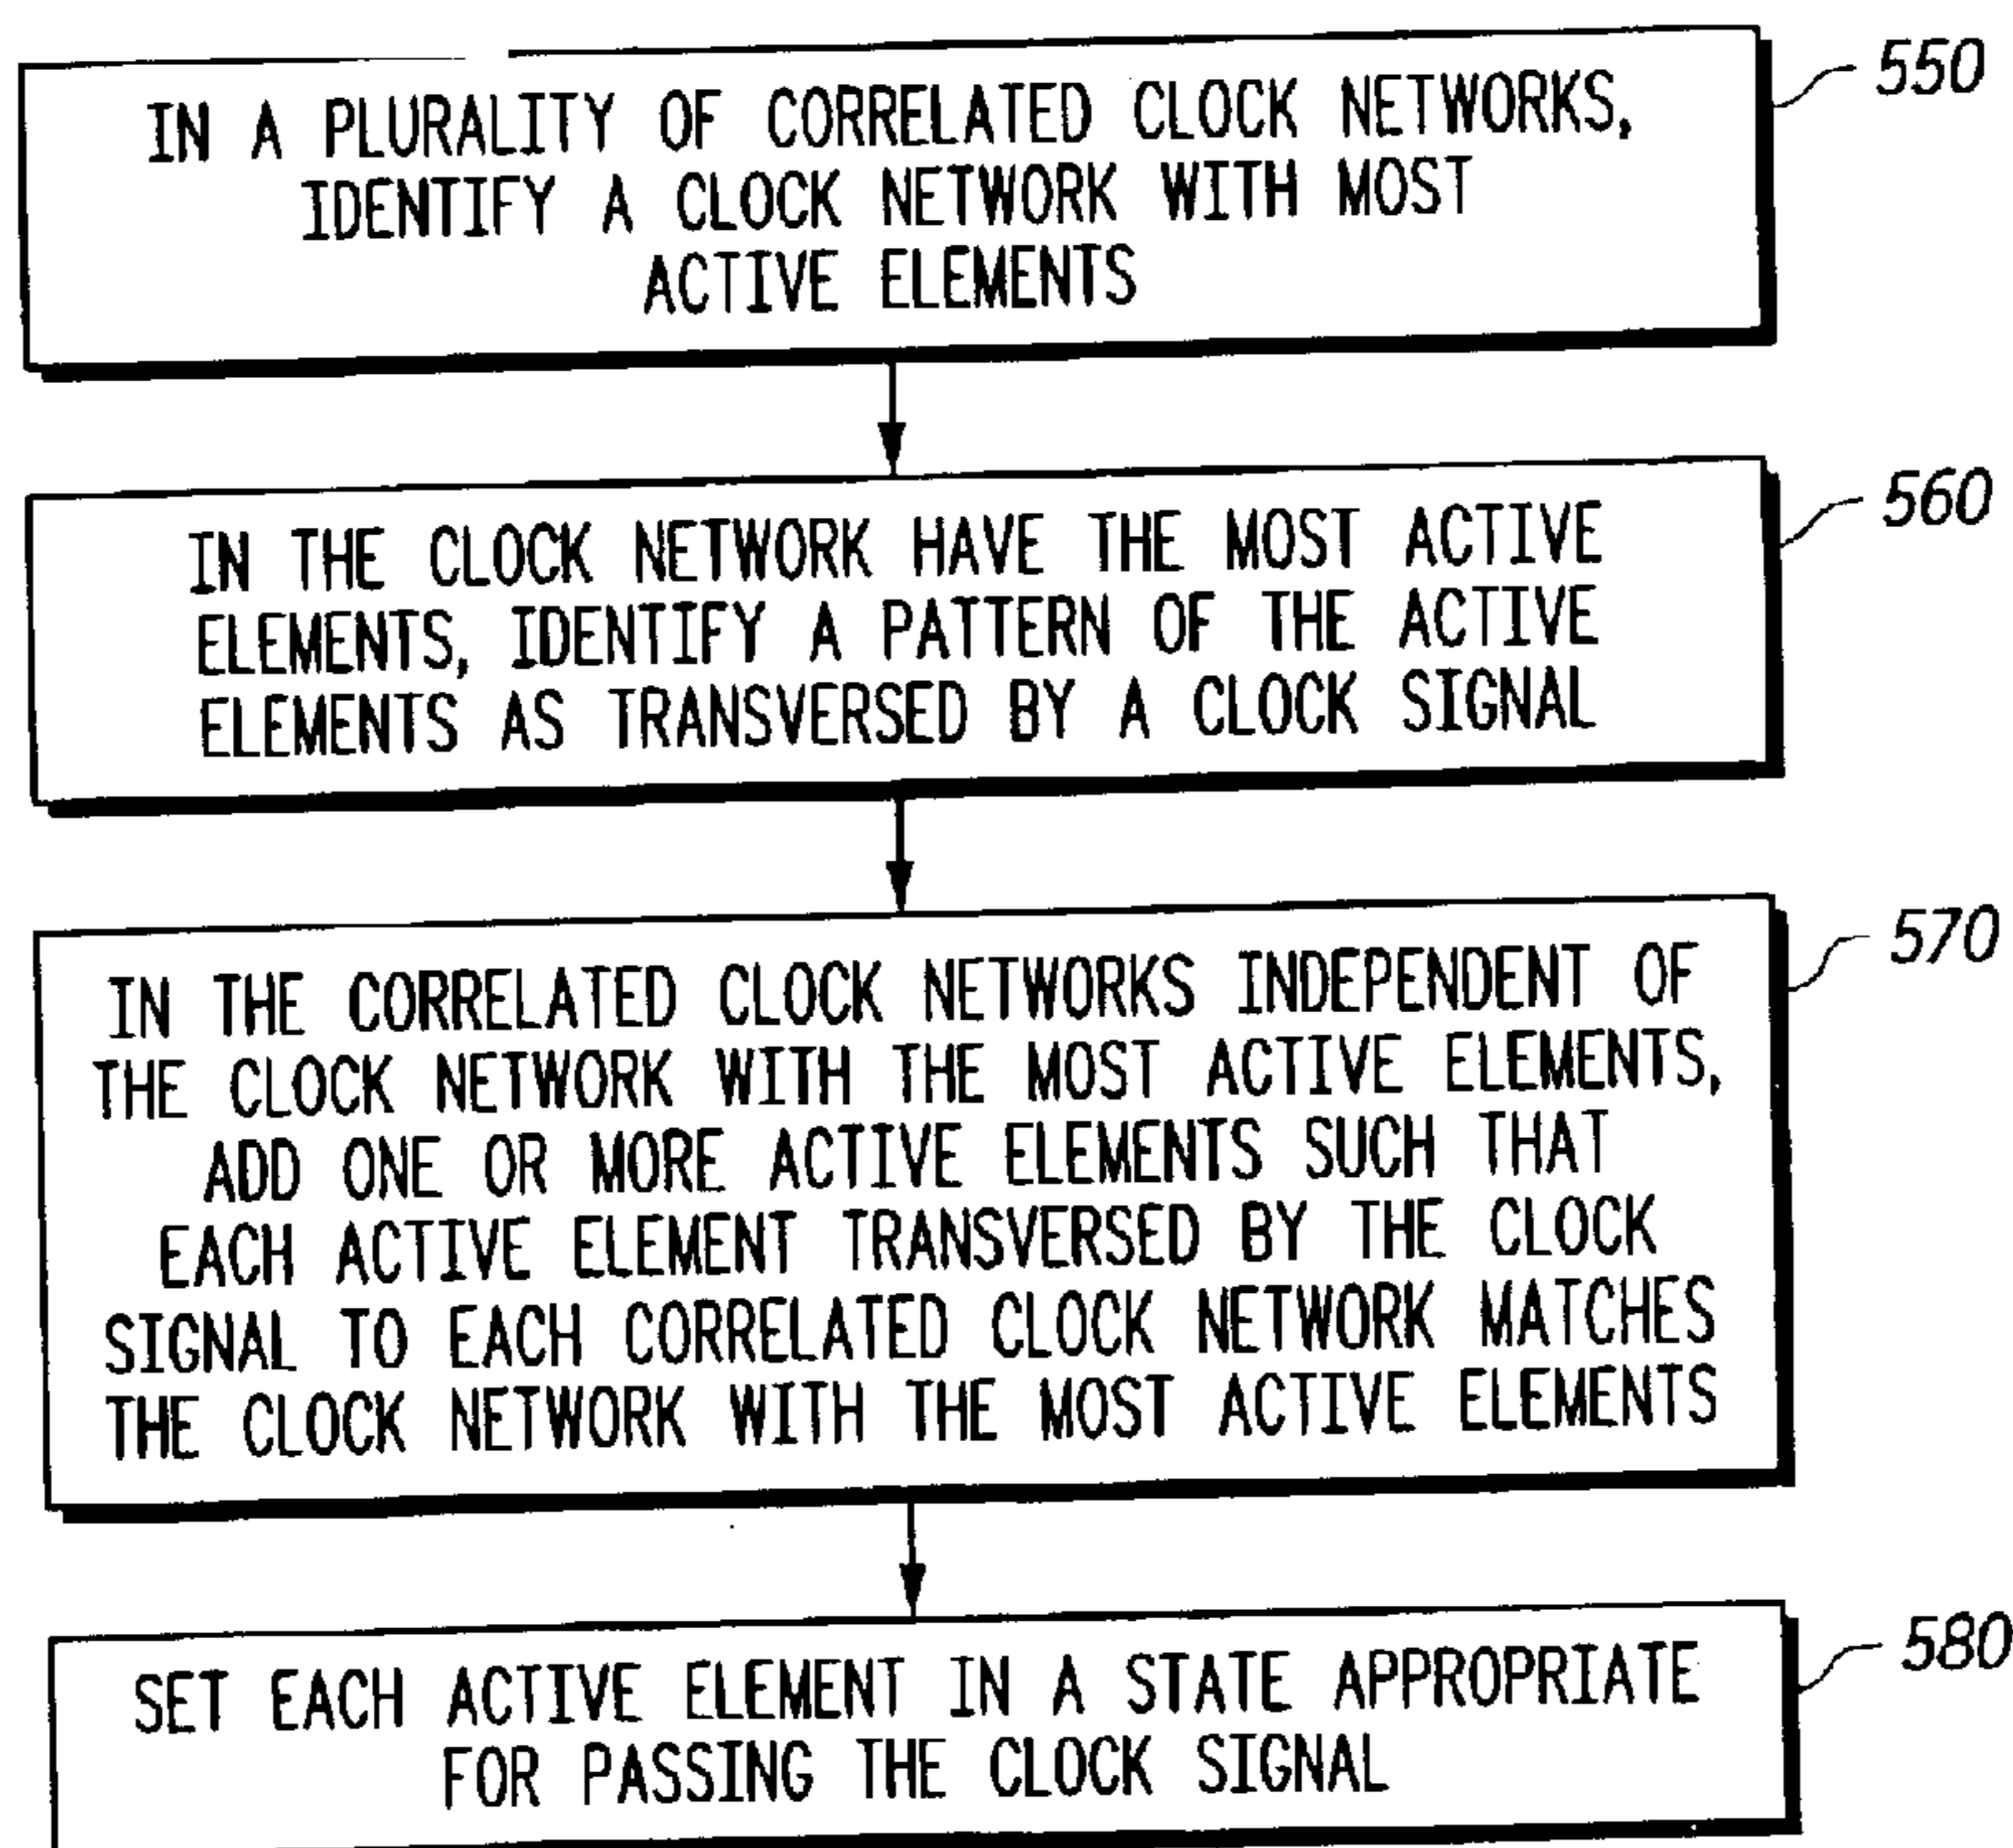 IN A PLURALITY OF CORRELATED CLOCK NETWORKS,
IDENTIFY A CLOCK NETWORK WITH MOST
ACTIVE ELEMENTS
550
IN THE CLOCK NETWORK HAVE THE MOST ACTIVE
ELEMENTS, IDENTIFY A PATTERN OF THE ACTIVE
ELEMENTS AS TRANSVERSED BY A CLOCK SIGNAL
560
IN THE CORRELATED CLOCK NETWORKS INDEPENDENT OF
THE CLOCK NETWORK WITH THE MOST ACTIVE ELEMENTS,
ADD ONE OR MORE ACTIVE ELEMENTS SUCH THAT
EACH ACTIVE ELEMENT TRANSVERSED BY THE CLOCK
SIGNAL TO EACH CORRELATED CLOCK NETWORK MATCHES
THE CLOCK NETWORK WITH THE MOST ACTIVE ELEMENTS
570
SET EACH ACTIVE ELEMENT IN A STATE APPROPRIATE
FOR PASSING THE CLOCK SIGNAL
580